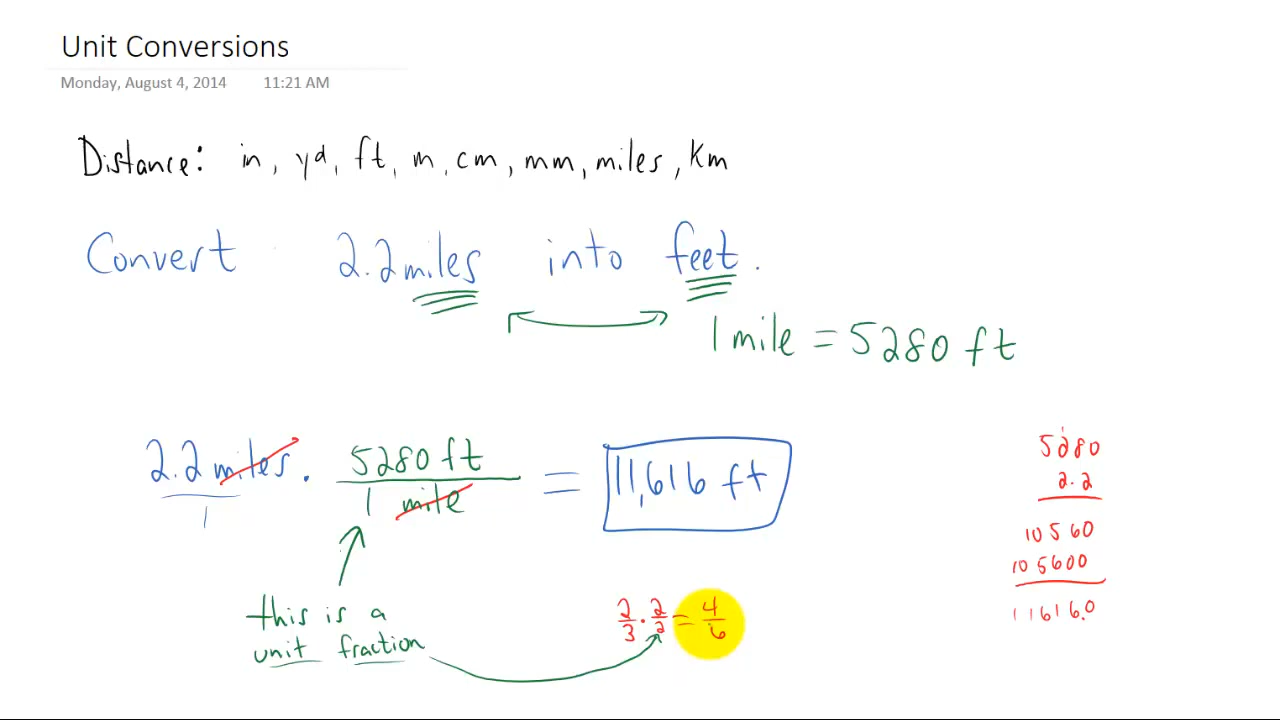 Unit Conversions
Monday, August 4, 2014 11:21 AM
Distance: in, yd, ft, m, cm, mm, miles, Km
Convert 2.2 miles into feet.
1 mile = 5280 ft
2.2 miles / 1 · 5280 ft / 1 mile = 11,616 ft
5280
2.2
10560
105600
11616.0
this is a
unit fraction
2/3 · 2/2 = 4/6